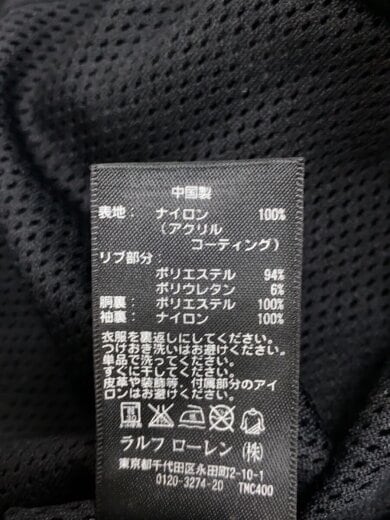 中国製
表地： ナイロン 100%
（アクリル
コーティング）
リブ部分：
ポリエステル 94%
ポリウレタン 6%
胴裏： ポリエステル 100%
袖裏： ナイロン 100%
衣服を裏返しにしてください。
つけおき洗いはお避けください。
単品で洗ってください。
すぐに干してください。
皮革や装飾等、付属部分のアイ
ロンはお避けください。
ラルフ ローレン（株）
東京都千代田区永田町2-10-1
0120-3274-20 TNC400